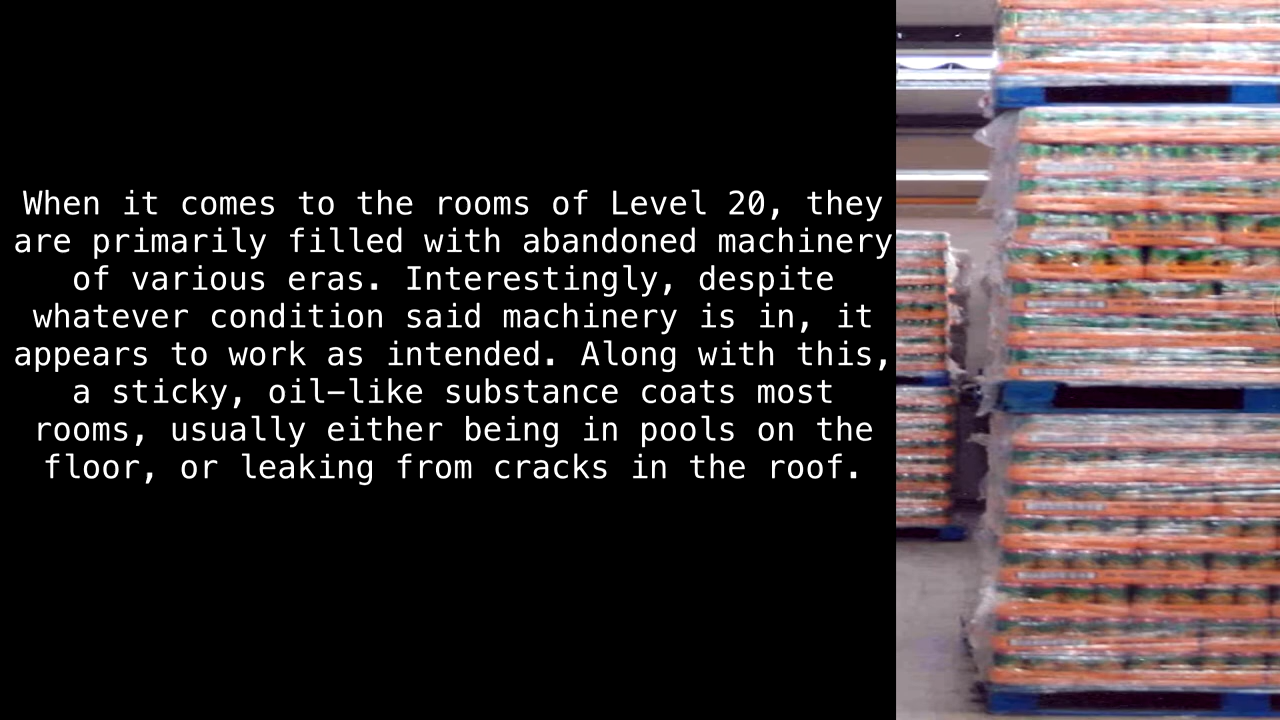 When it comes to the rooms of Level 20, they
are primarily filled with abandoned machinery
of various eras. Interestingly, despite
whatever condition said machinery is in, it
appears to work as intended. Along with this,
a sticky, oil-like substance coats most
rooms, usually either being in pools on the
floor, or leaking from cracks in the roof.